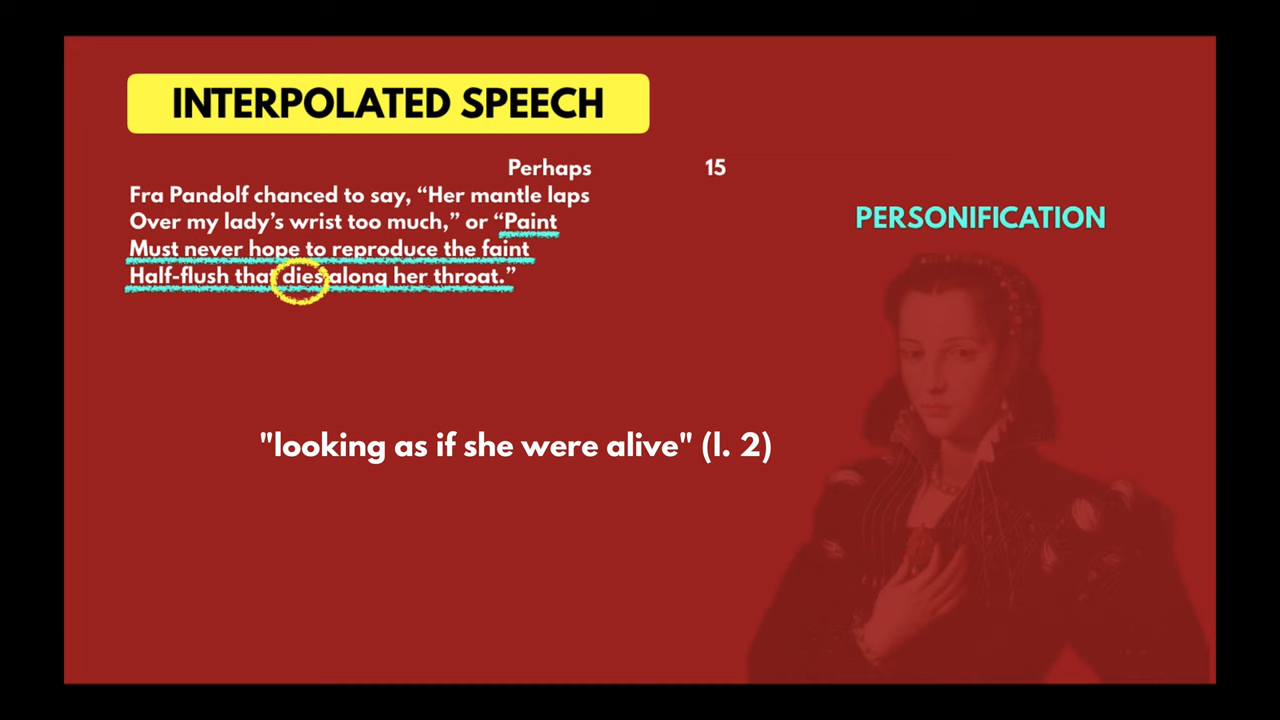 INTERPOLATED SPEECH
Perhaps 15
Fra Pandolf chanced to say, “Her mantle laps
Over my lady’s wrist too much,” or “Paint
Must never hope to reproduce the faint
Half-flush that dies along her throat.”
PERSONIFICATION
"looking as if she were alive" (l. 2)